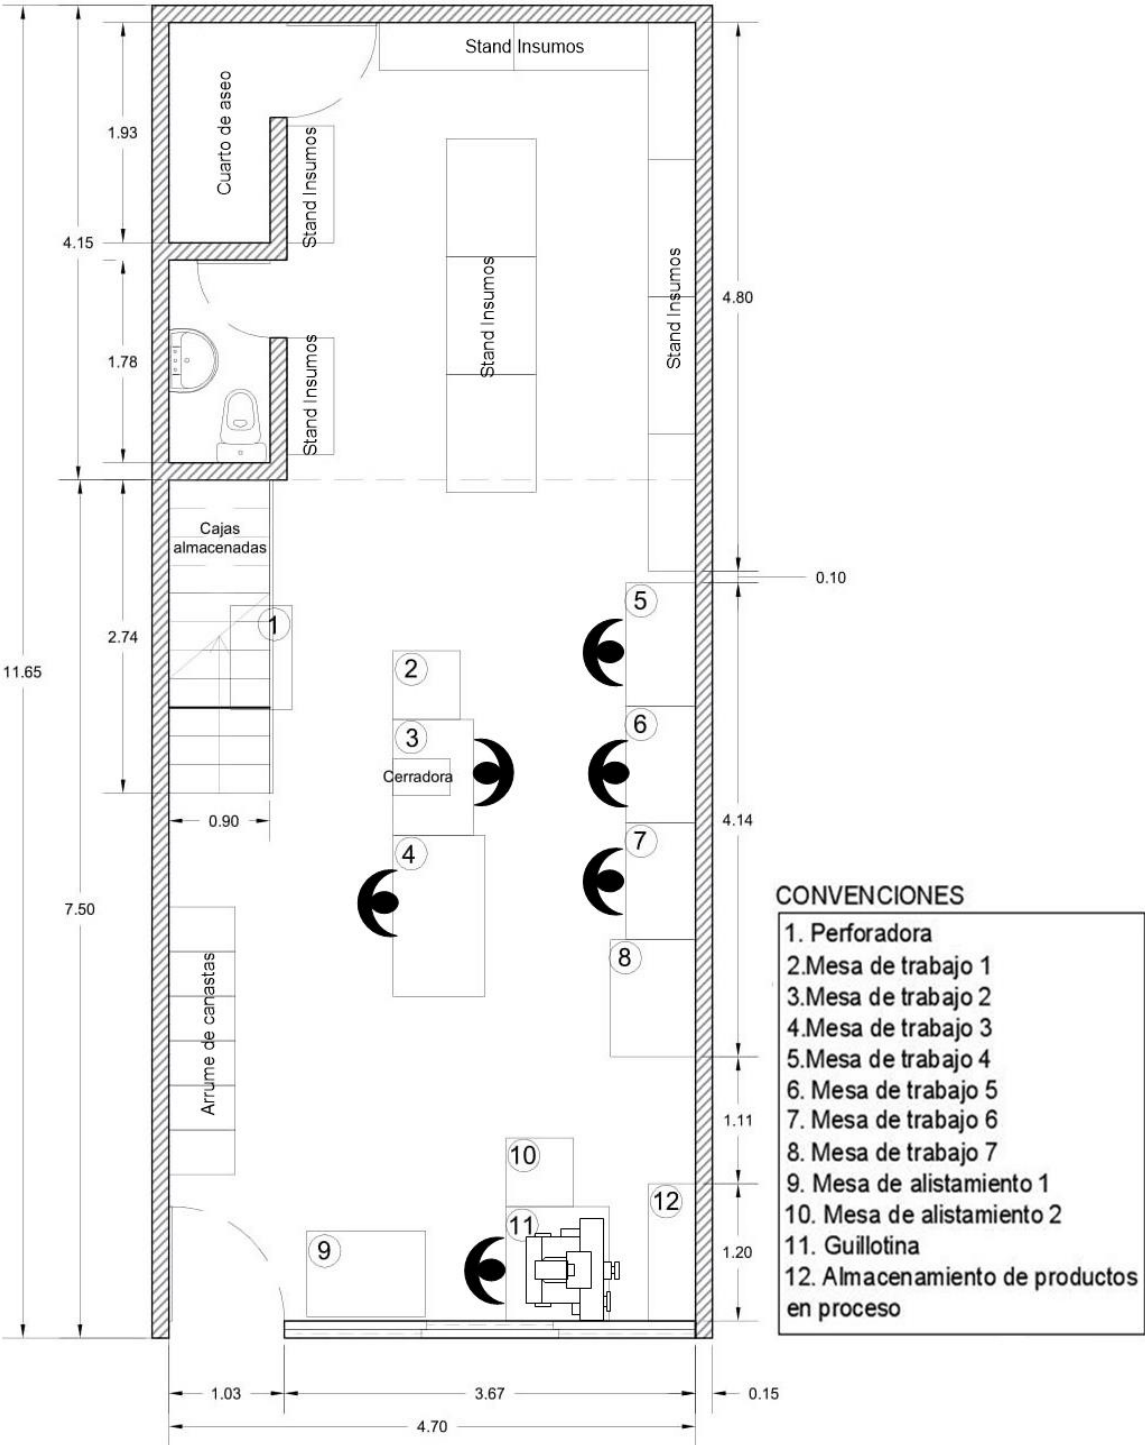 Stand Insumos
Cuarto de aseo
1.93
Stand Insumos
4.15
Stand Insumos
Stand Insumos
4.80
1.78
Stand Insumos
Cajas
almacenadas
0.10
5
1
2.74
2
11.65
6
3
Cerradora
0.90
4.14
7
4
7.50
8
Arrume de canastas
1.11
10
12
11
9
1.20
1.03
3.67
0.15
4.70
CONVENCIONES
1. Perforadora
2.Mesa de trabajo 1
3.Mesa de trabajo 2
4.Mesa de trabajo 3
5.Mesa de trabajo 4
6. Mesa de trabajo 5
7. Mesa de trabajo 6
8. Mesa de trabajo 7
9. Mesa de alistamiento 1
10. Mesa de alistamiento 2
11. Guillotina
12. Almacenamiento de productos
en proceso